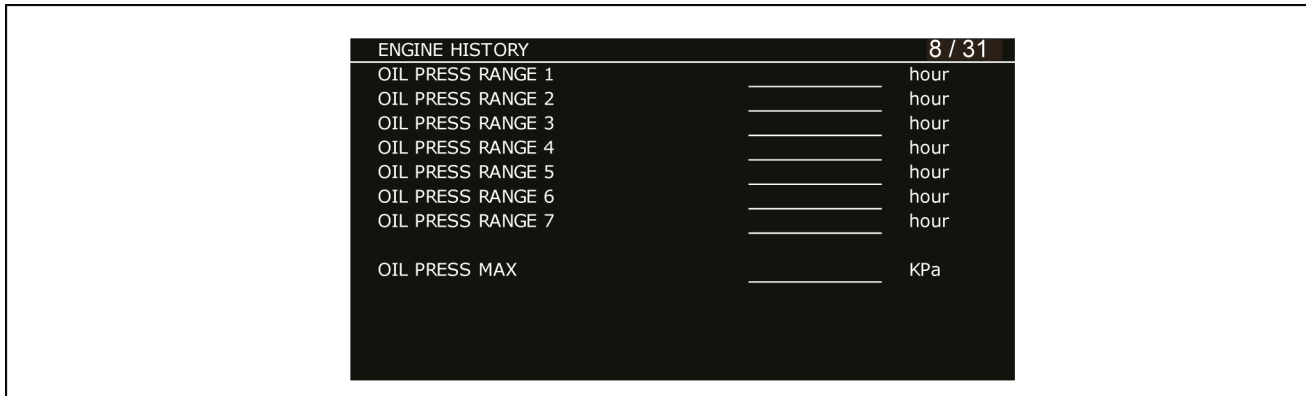 ENGINE HISTORY 8 / 31
OIL PRESS RANGE 1 hour
OIL PRESS RANGE 2 hour
OIL PRESS RANGE 3 hour
OIL PRESS RANGE 4 hour
OIL PRESS RANGE 5 hour
OIL PRESS RANGE 6 hour
OIL PRESS RANGE 7 hour
OIL PRESS MAX KPa